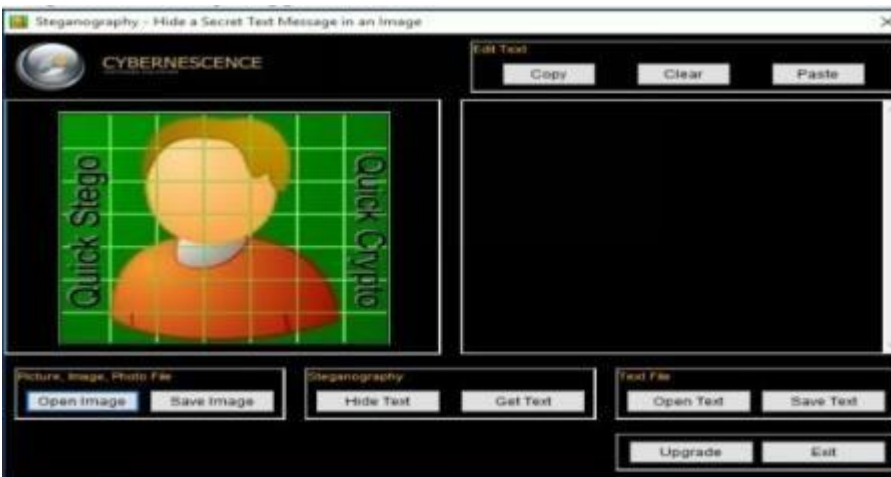 Steganography - Hide a Secret Text Message in an Image
CYBERNESCENCE
Edit Text
Copy Clear Paste
Quick Stego
Quick Crypto
Picture, Image, Photo File
Open Image Save Image
Steganography
Hide Text Get Text
Text File
Open Text Save Text
Upgrade Exit